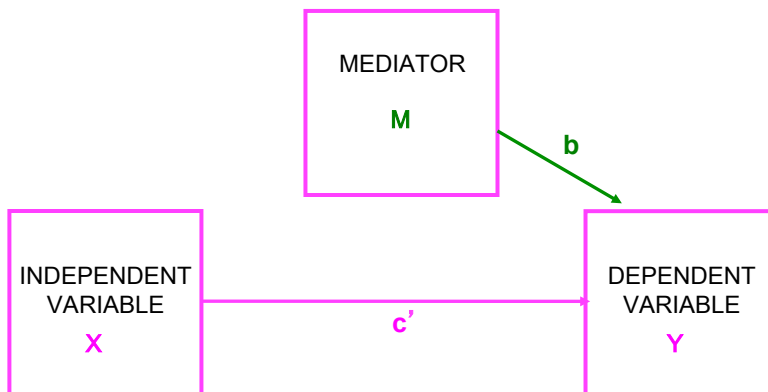 MEDIATOR
M
b
INDEPENDENT
VARIABLE
X
c’
DEPENDENT
VARIABLE
Y